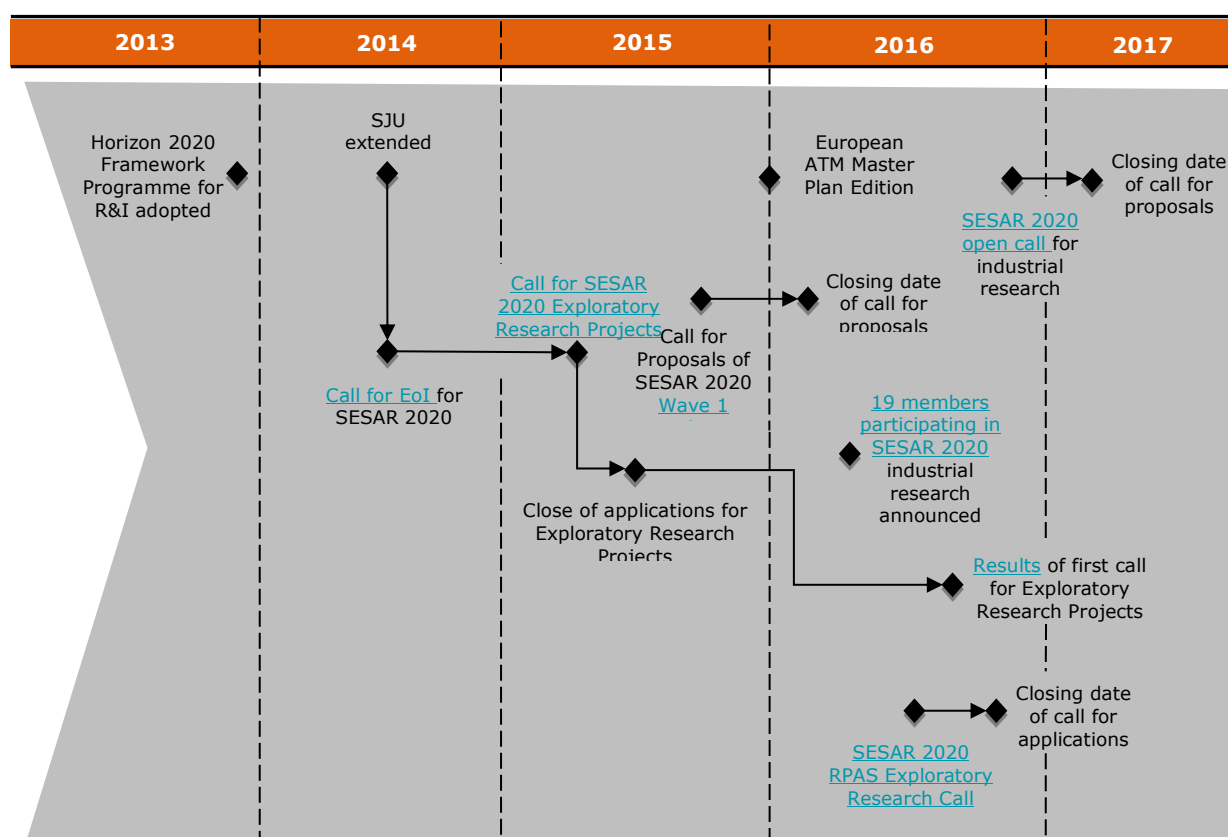 2013
2014
2015
2016
2017
Horizon 2020
Framework
Programme for
R&I adopted
SJU
extended
European
ATM Master
Plan Edition
Closing date
of call for
proposals
SESAR 2020
open call for
industrial
research
Call for SESAR
2020 Exploratory
Research Projects
Closing date
of call for
proposals
Call for
Proposals of
SESAR 2020
Wave 1
Call for EoI for
SESAR 2020
19 members
participating in
SESAR 2020
industrial
research
announced
Close of applications for
Exploratory Research
Projects
Results of first call
for Exploratory
Research Projects
Closing date
of call for
applications
SESAR 2020
RPAS Exploratory
Research Call